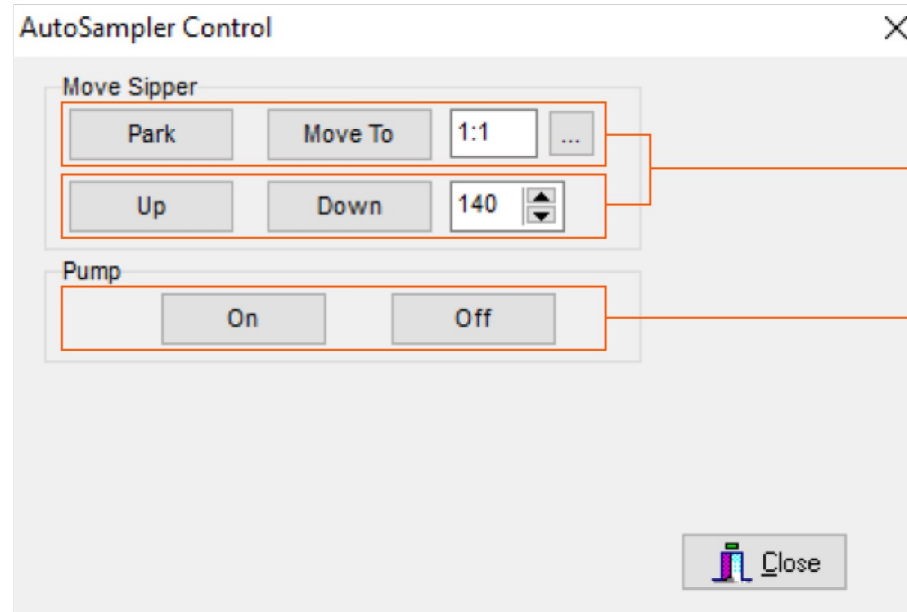 AutoSampler Control
Move Sipper
Park Move To 1:1 ...
Up Down 140
Pump
On Off
Close